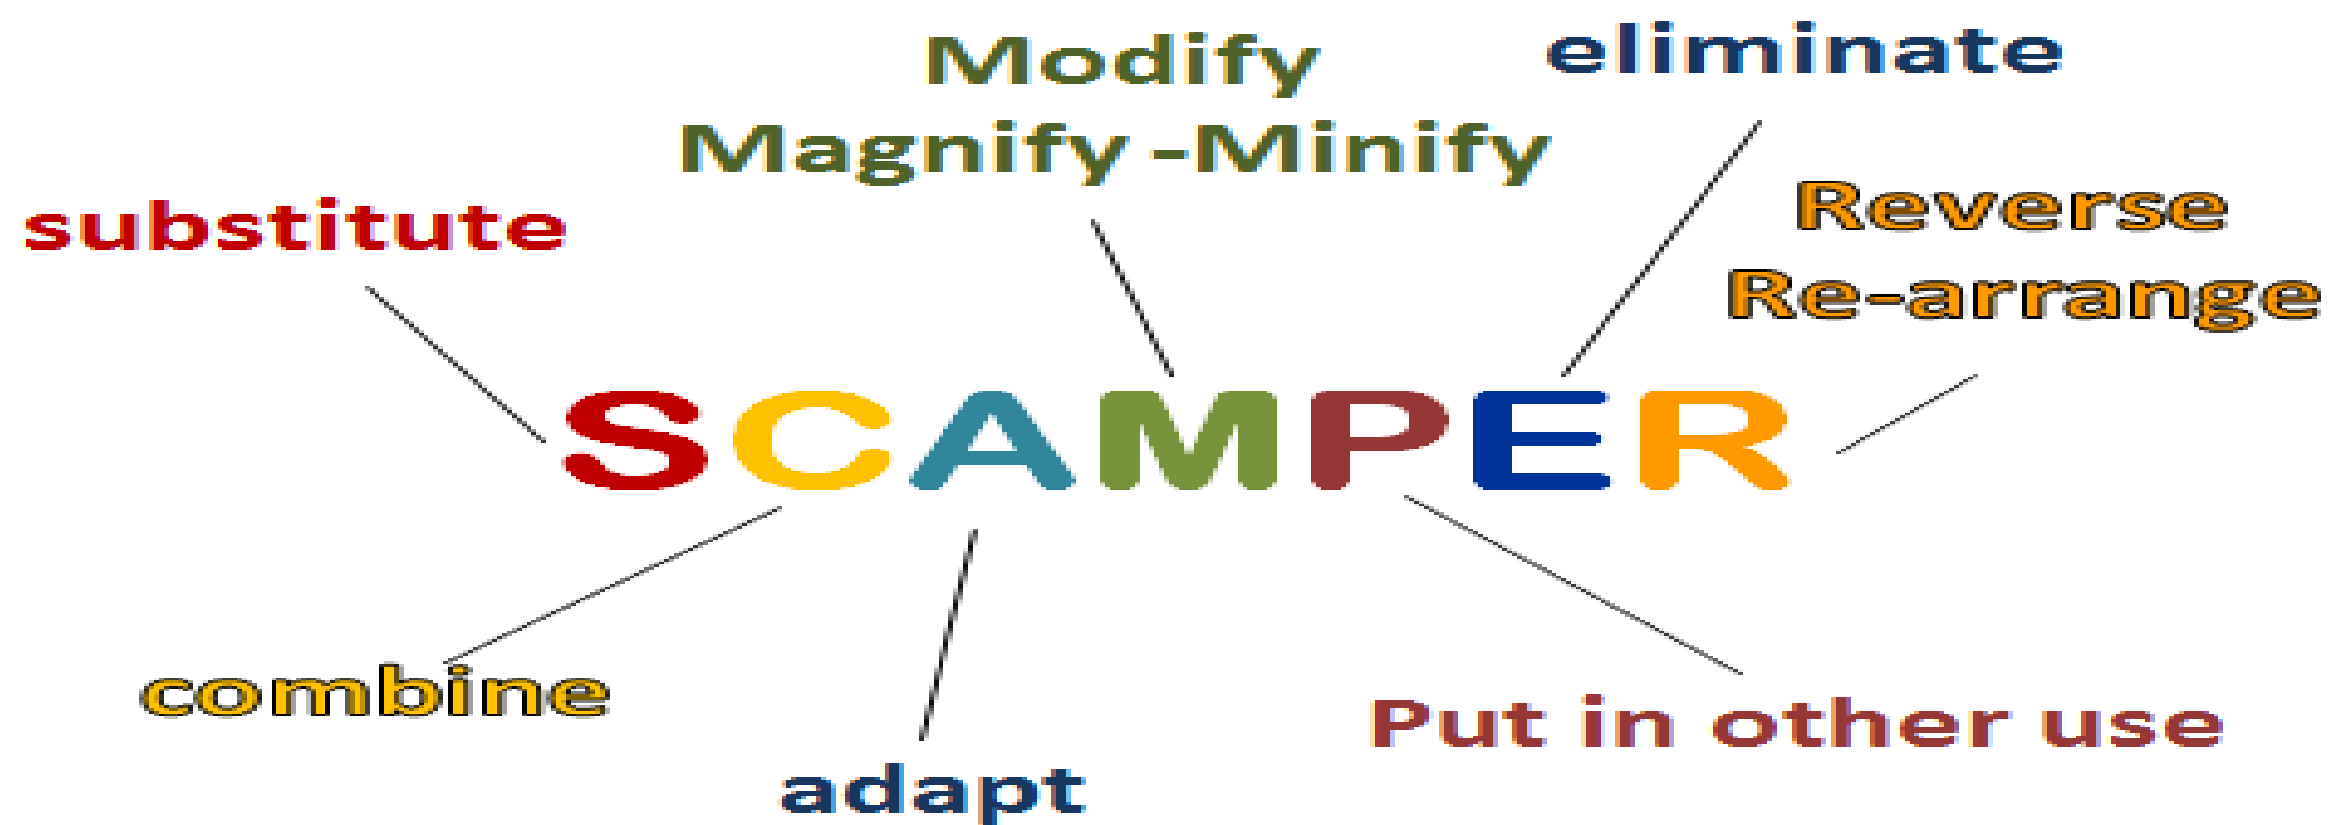 Modify
Magnify -Minify
eliminate
substitute
Reverse
Re-arrange
SCAMPER
combine
adapt
Put in other use